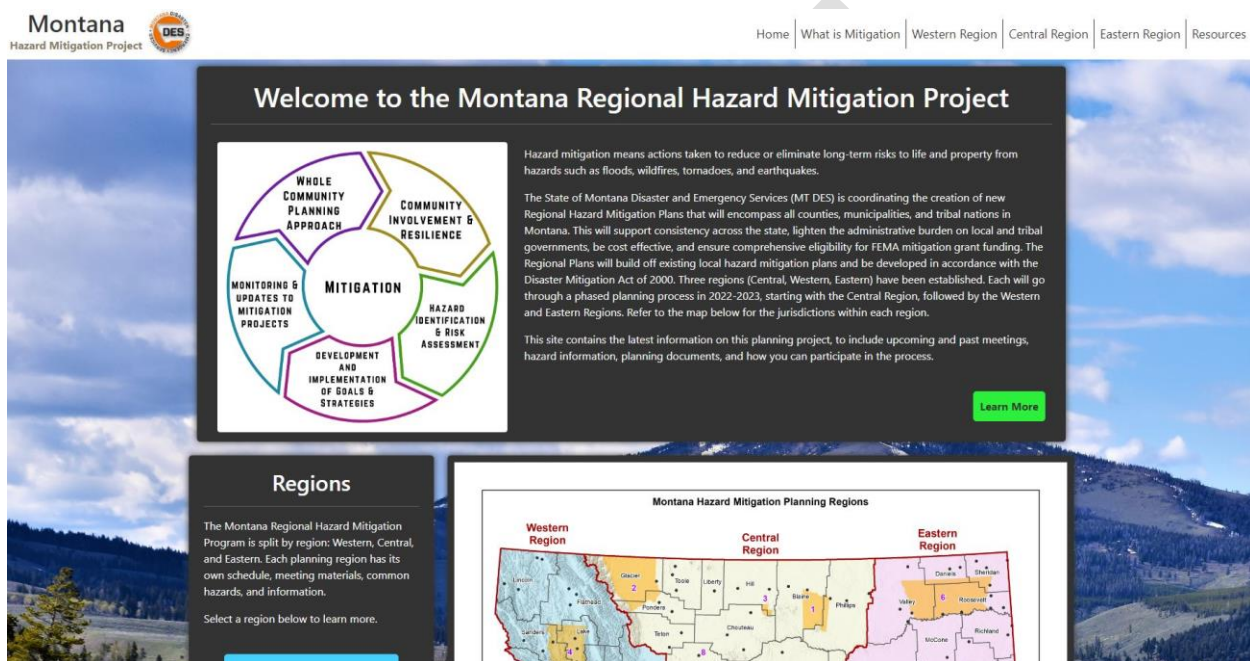 Montana
Hazard Mitigation Project
DES
Home
What is Mitigation
Western Region
Central Region
Eastern Region
Resources
Welcome to the Montana Regional Hazard Mitigation Project
WHOLE
COMMUNITY
PLANNING
APPROACH
COMMUNITY
INVOLVEMENT &
RESILIENCE
MONITORING &
UPDATES TO
MITIGATION
PROJECTS
MITIGATION
HAZARD
IDENTIFICATION
& RISK
ASSESSMENT
DEVELOPMENT
AND
IMPLEMENTATION
OF GOALS &
STRATEGIES
Hazard mitigation means actions taken to reduce or eliminate long-term risks to life and property from
hazards such as floods, wildfires, tornadoes, and earthquakes.
The State of Montana Disaster and Emergency Services (MT DES) is coordinating the creation of new
Regional Hazard Mitigation Plans that will encompass all counties, municipalities, and tribal nations in
Montana. This will support consistency across the state, lighten the administrative burden on local and tribal
governments, be cost effective, and ensure comprehensive eligibility for FEMA mitigation grant funding. The
Regional Plans will build off existing local hazard mitigation plans and be developed in accordance with the
Disaster Mitigation Act of 2000. Three regions (Central, Western, Eastern) have been established. Each will go
through a phased planning process in 2022-2023, starting with the Central Region, followed by the Western
and Eastern Regions. Refer to the map below for the jurisdictions within each region.
This site contains the latest information on this planning project, to include upcoming and past meetings,
hazard information, planning documents, and how you can participate in the process.
Learn More
Regions
The Montana Regional Hazard Mitigation
Program is split by region: Western, Central,
and Eastern. Each planning region has its
own schedule, meeting materials, common
hazards, and information.
Select a region below to learn more.
Montana Hazard Mitigation Planning Regions
Western
Region
Central
Region
Eastern
Region
Lincoln
Flathead
Sanders
Lake
4
Glacier
2
Toole
Liberty
Hill
Pondera
Teton
Chouteau
8
3
Blaine
1
Phillips
Valley
Daniels
Sheridan
6
Roosevelt
McCone
Richland